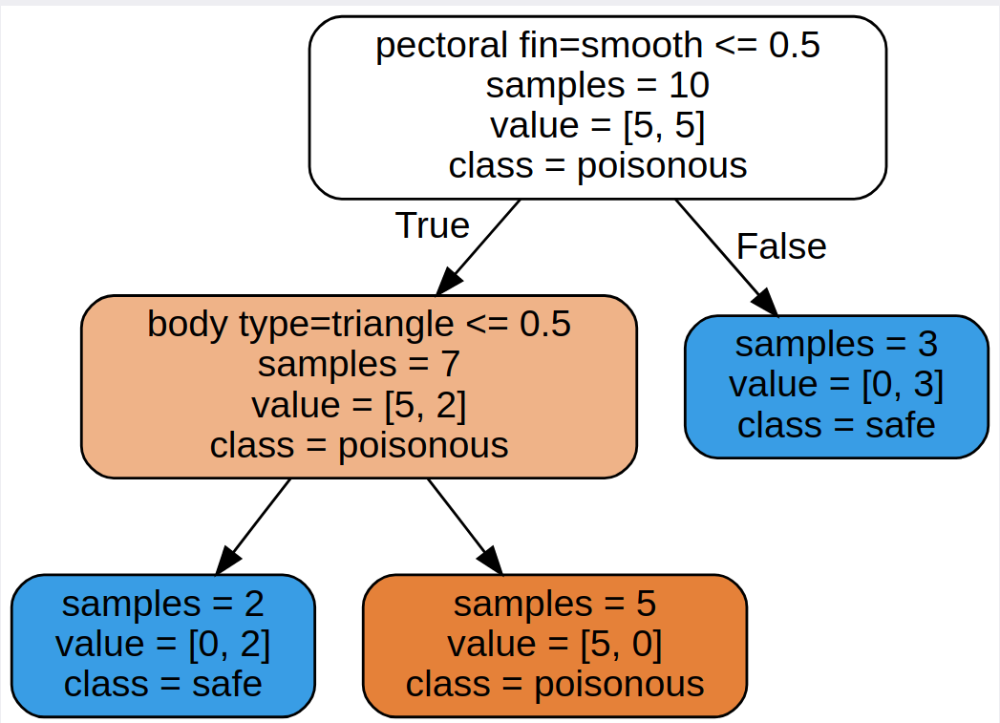 pectoral fin=smooth <= 0.5
samples = 10
value = [5, 5]
class = poisonous
True
False
body type=triangle <= 0.5
samples = 7
value = [5, 2]
class = poisonous
samples = 3
value = [0, 3]
class = safe
samples = 2
value = [0, 2]
class = safe
samples = 5
value = [5, 0]
class = poisonous